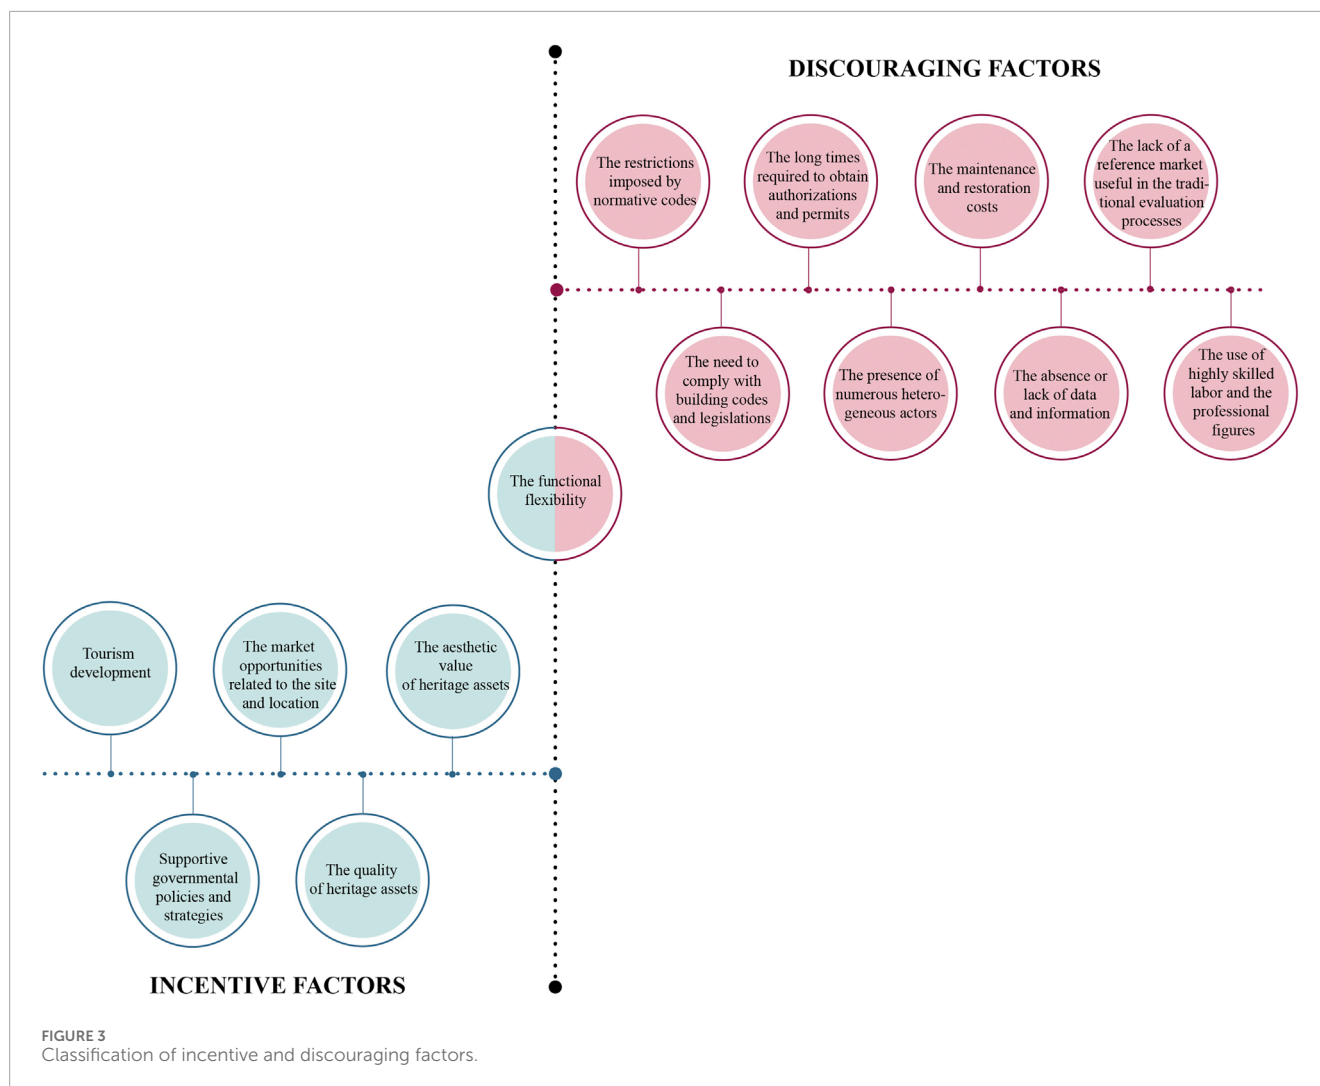 DISCOURAGING FACTORS
The restrictions
imposed by
normative codes
The long times
required to obtain
authorizations
and permits
The maintenance
and restoration
costs
The lack of a
reference market
useful in the tradi-
tional evaluation
processes
The need to
comply with
building codes
and legislations
The presence of
numerous hetero-
geneous actors
The absence or
lack of data
and information
The use of
highly skilled
labor and the
professional
figures
The functional
flexibility
Tourism
development
The market
opportunities
related to the site
and location
The aesthetic
value
of heritage assets
Supportive
governmental
policies and
strategies
The quality
of heritage assets
INCENTIVE FACTORS
FIGURE 3
Classification of incentive and discouraging factors.